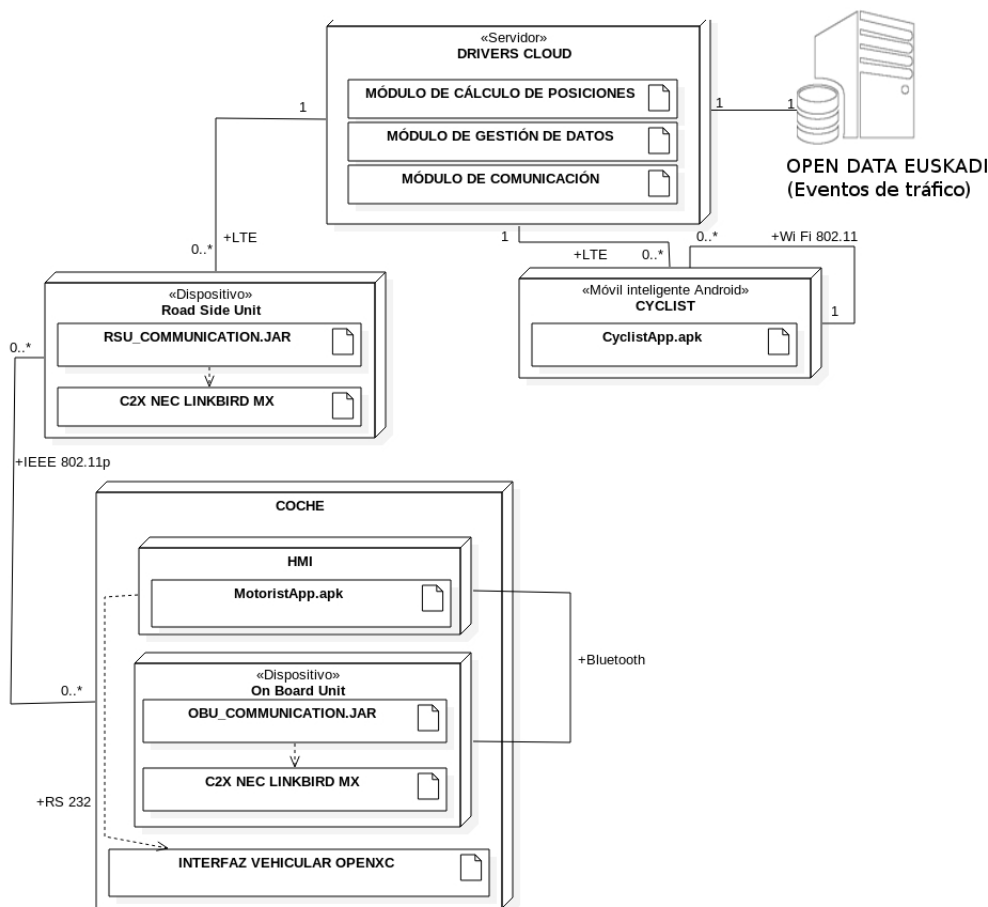 «Servidor»
DRIVERS CLOUD
MÓDULO DE CÁLCULO DE POSICIONES
MÓDULO DE GESTIÓN DE DATOS
MÓDULO DE COMUNICACIÓN
1
1
1
OPEN DATA EUSKADI
(Eventos de tráfico)
+LTE
0..*
1
+LTE
0..*
0..*
+Wi Fi 802.11
1
«Dispositivo»
Road Side Unit
RSU_COMMUNICATION.JAR
C2X NEC LINKBIRD MX
«Móvil inteligente Android»
CYCLIST
CyclistApp.apk
0..*
+IEEE 802.11p
0..*
COCHE
HMI
MotoristApp.apk
+Bluetooth
«Dispositivo»
On Board Unit
OBU_COMMUNICATION.JAR
C2X NEC LINKBIRD MX
+RS 232
INTERFAZ VEHICULAR OPENXC